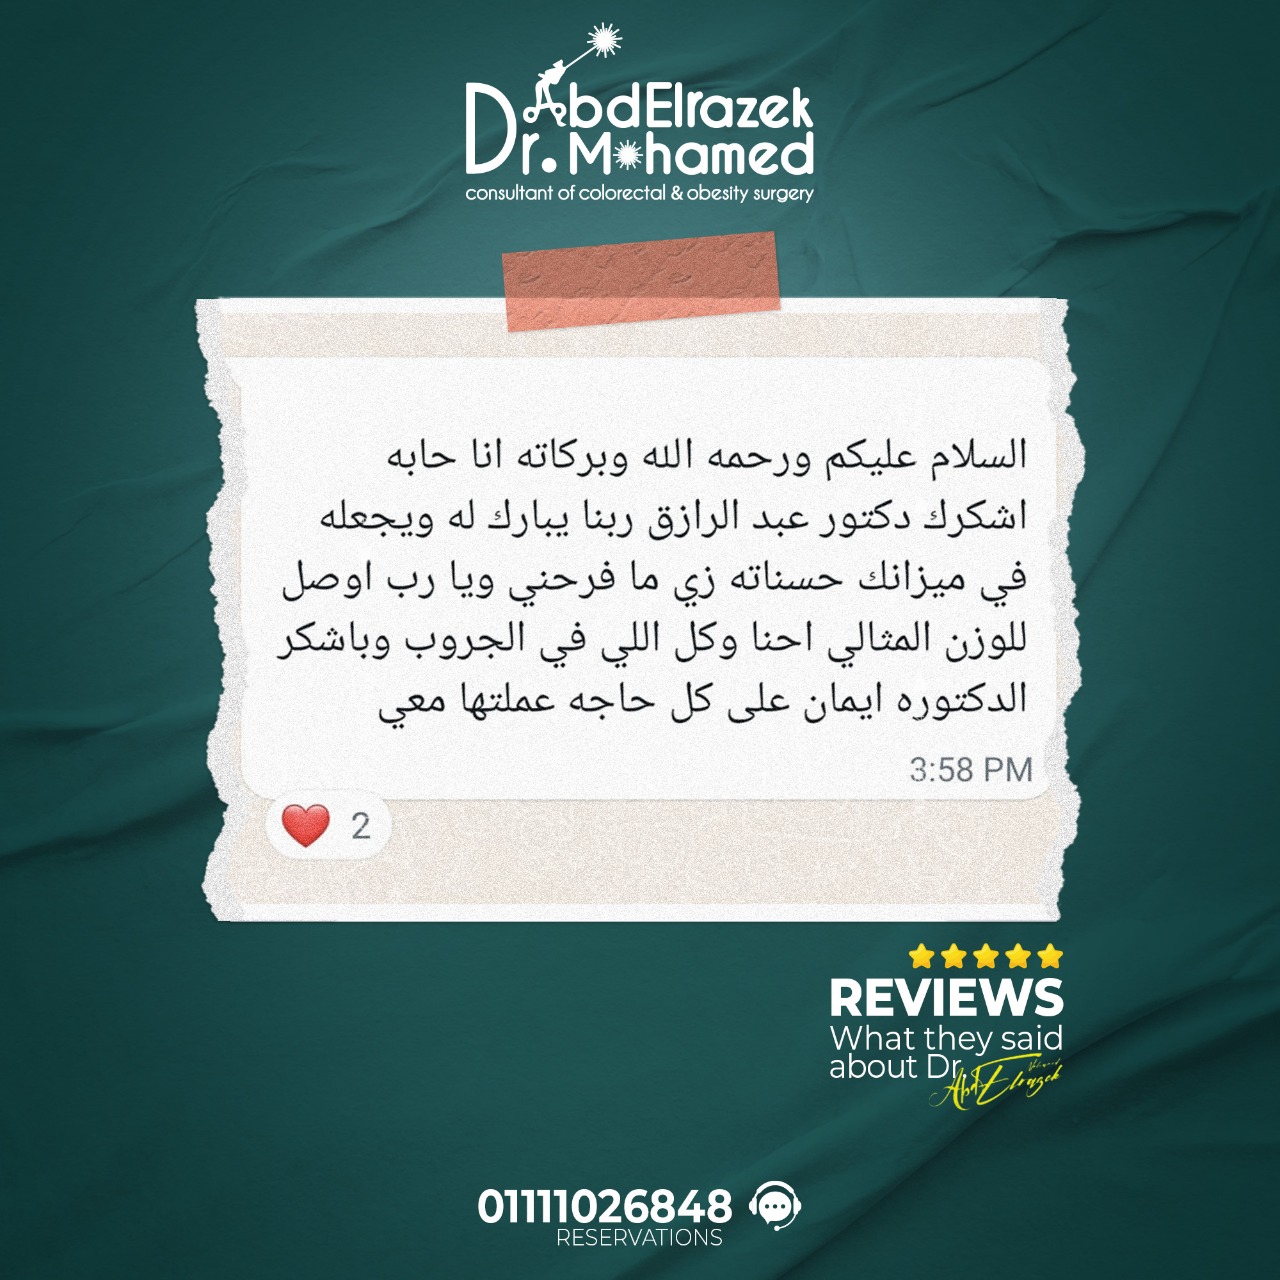 Dr. AbdElrazek
Mohamed
consultant of colorectal & obesity surgery
السلام عليكم ورحمه الله وبركاته انا حابه
اشكرك دكتور عبد الرازق ربنا يبارك له ويجعله
في ميزانك حسناته زي ما فرحني ويا رب اوصل
للوزن المثالي احنا وكل اللي في الجروب وباشكر
الدكتوره ايمان على كل حاجه عملتها معي
3:58 PM
2
REVIEWS
What they said
about Dr.
AbdElrazek
01111026848
RESERVATIONS